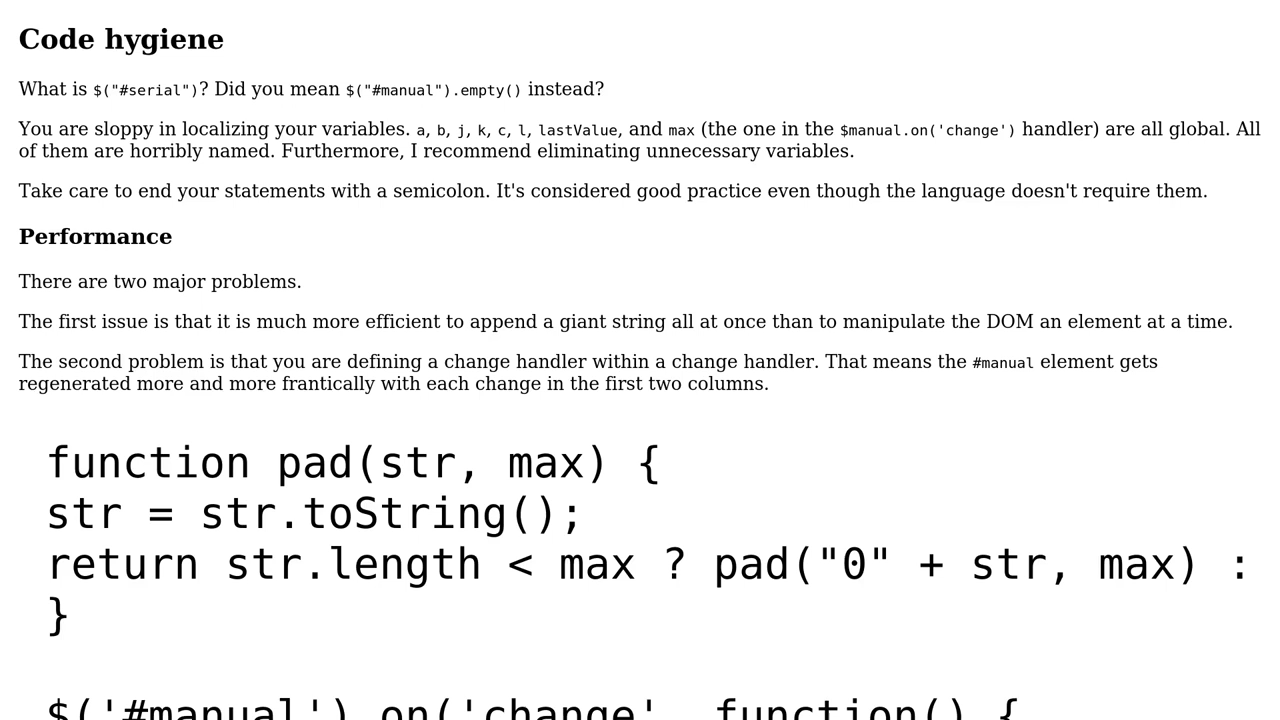 Code hygiene
What is $("#serial")? Did you mean $("#manual").empty() instead?
You are sloppy in localizing your variables. a, b, j, k, c, l, lastValue, and max (the one in the $manual.on('change') handler) are all global. All
of them are horribly named. Furthermore, I recommend eliminating unnecessary variables.
Take care to end your statements with a semicolon. It's considered good practice even though the language doesn't require them.
Performance
There are two major problems.
The first issue is that it is much more efficient to append a giant string all at once than to manipulate the DOM an element at a time.
The second problem is that you are defining a change handler within a change handler. That means the #manual element gets
regenerated more and more frantically with each change in the first two columns.
function pad(str, max) {
str = str.toString();
return str.length < max ? pad("0" + str, max) :
}
$('#manual').on('change', function() {